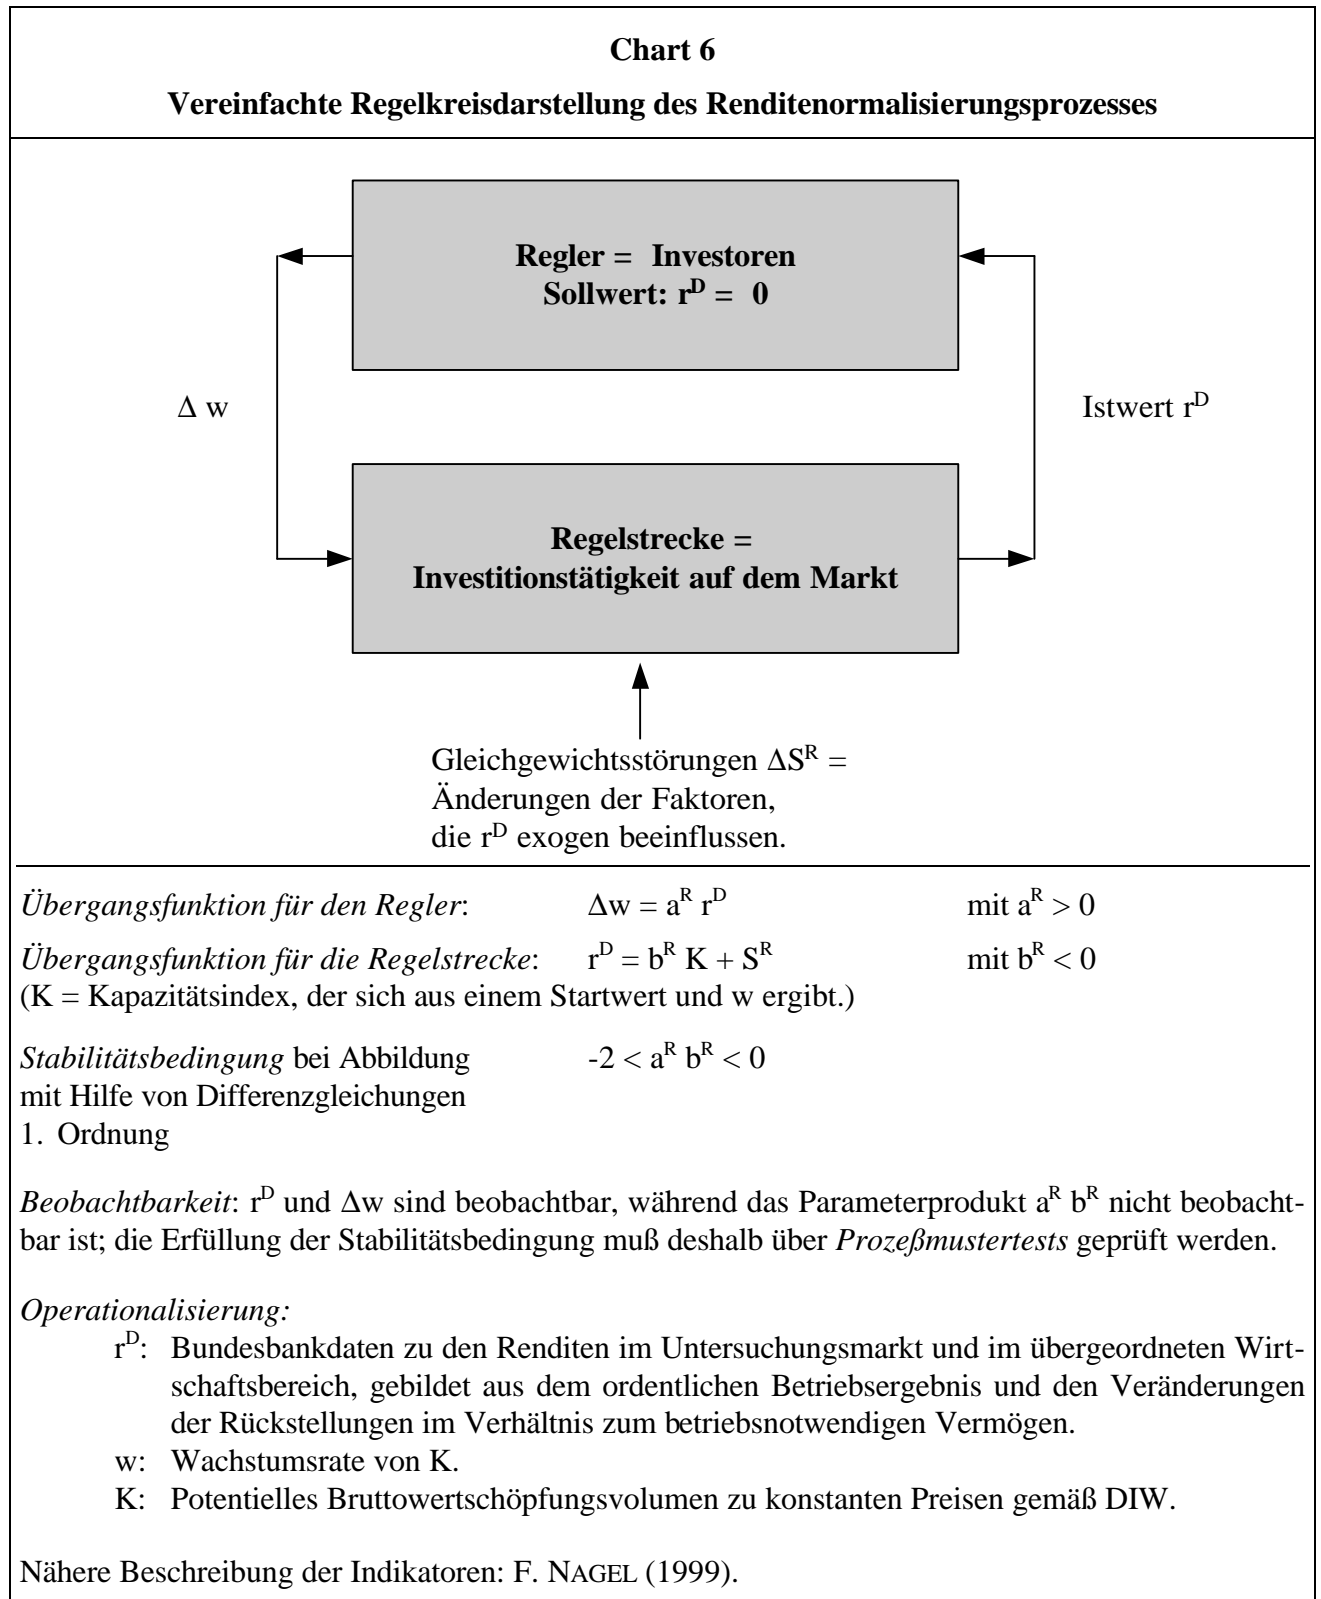 Chart 6
Vereinfachte Regelkreisdarstellung des Renditenormalisierungsprozesses
Regler = Investoren
Sollwert: r^D = 0
Δ w
Istwert r^D
Regelstrecke =
Investitionstätigkeit auf dem Markt
Gleichgewichtsstörungen ΔS^R =
Änderungen der Faktoren,
die r^D exogen beeinflussen.
Übergangsfunktion für den Regler: Δw = a^R r^D mit a^R > 0
Übergangsfunktion für die Regelstrecke: r^D = b^R K + S^R mit b^R < 0
(K = Kapazitätsindex, der sich aus einem Startwert und w ergibt.)
Stabilitätsbedingung bei Abbildung -2 < a^R b^R < 0
mit Hilfe von Differenzgleichungen
1. Ordnung
Beobachtbarkeit: r^D und Δw sind beobachtbar, während das Parameterprodukt a^R b^R nicht beobacht-
bar ist; die Erfüllung der Stabilitätsbedingung muß deshalb über Prozeßmustertests geprüft werden.
Operationalisierung:
r^D: Bundesbankdaten zu den Renditen im Untersuchungsmarkt und im übergeordneten Wirt-
schaftsbereich, gebildet aus dem ordentlichen Betriebsergebnis und den Veränderungen
der Rückstellungen im Verhältnis zum betriebsnotwendigen Vermögen.
w: Wachstumsrate von K.
K: Potentielles Bruttowertschöpfungsvolumen zu konstanten Preisen gemäß DIW.
Nähere Beschreibung der Indikatoren: F. NAGEL (1999).